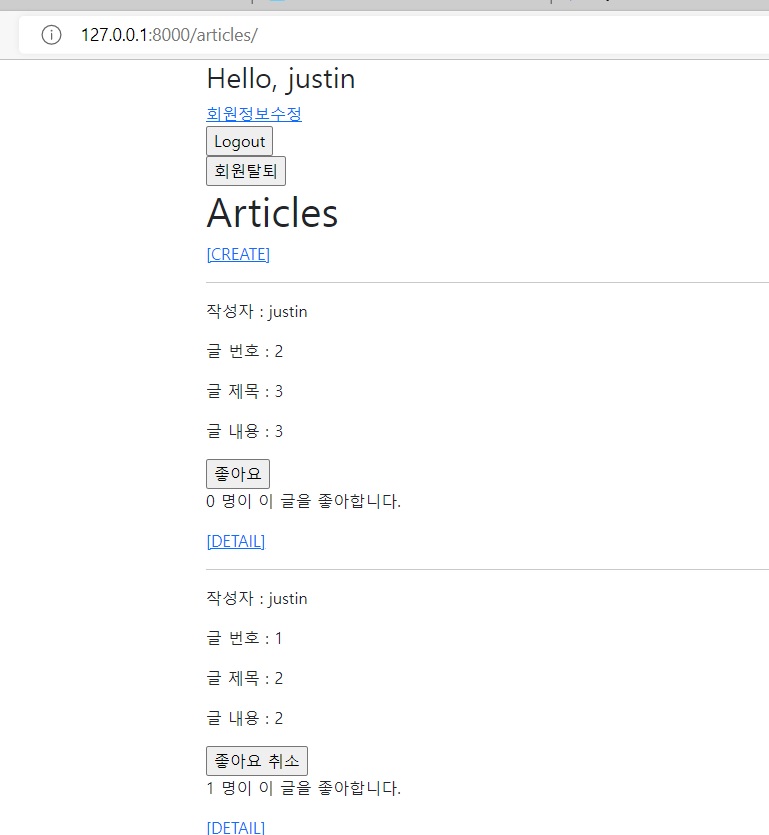 127.0.0.1:8000/articles/
Hello, justin
회원정보수정
Logout
회원탈퇴
Articles
[CREATE]
작성자 : justin
글 번호 : 2
글 제목 : 3
글 내용 : 3
좋아요
0 명이 이 글을 좋아합니다.
[DETAIL]
작성자 : justin
글 번호 : 1
글 제목 : 2
글 내용 : 2
좋아요 취소
1 명이 이 글을 좋아합니다.
[DETAIL]